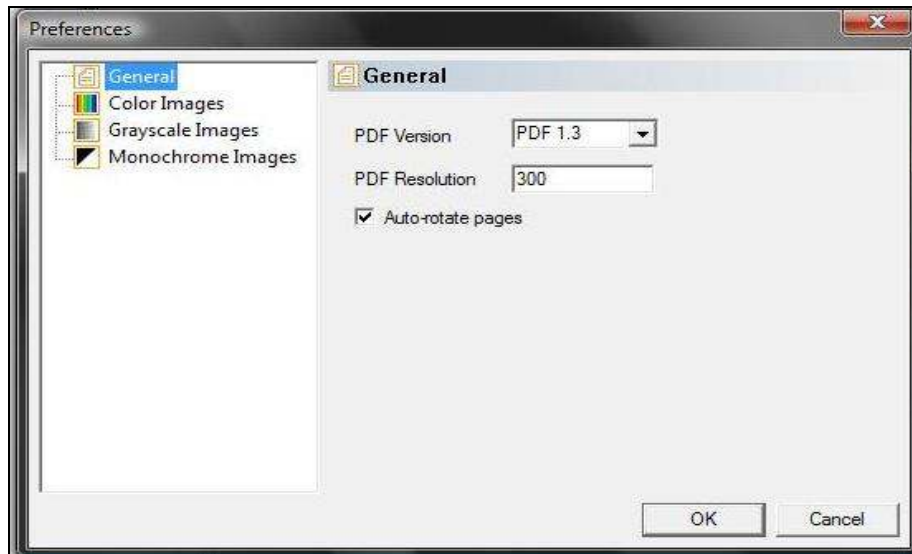 Preferences
General
Color Images
Grayscale Images
Monochrome Images
General
PDF Version PDF 1.3
PDF Resolution 300
Auto-rotate pages
OK Cancel